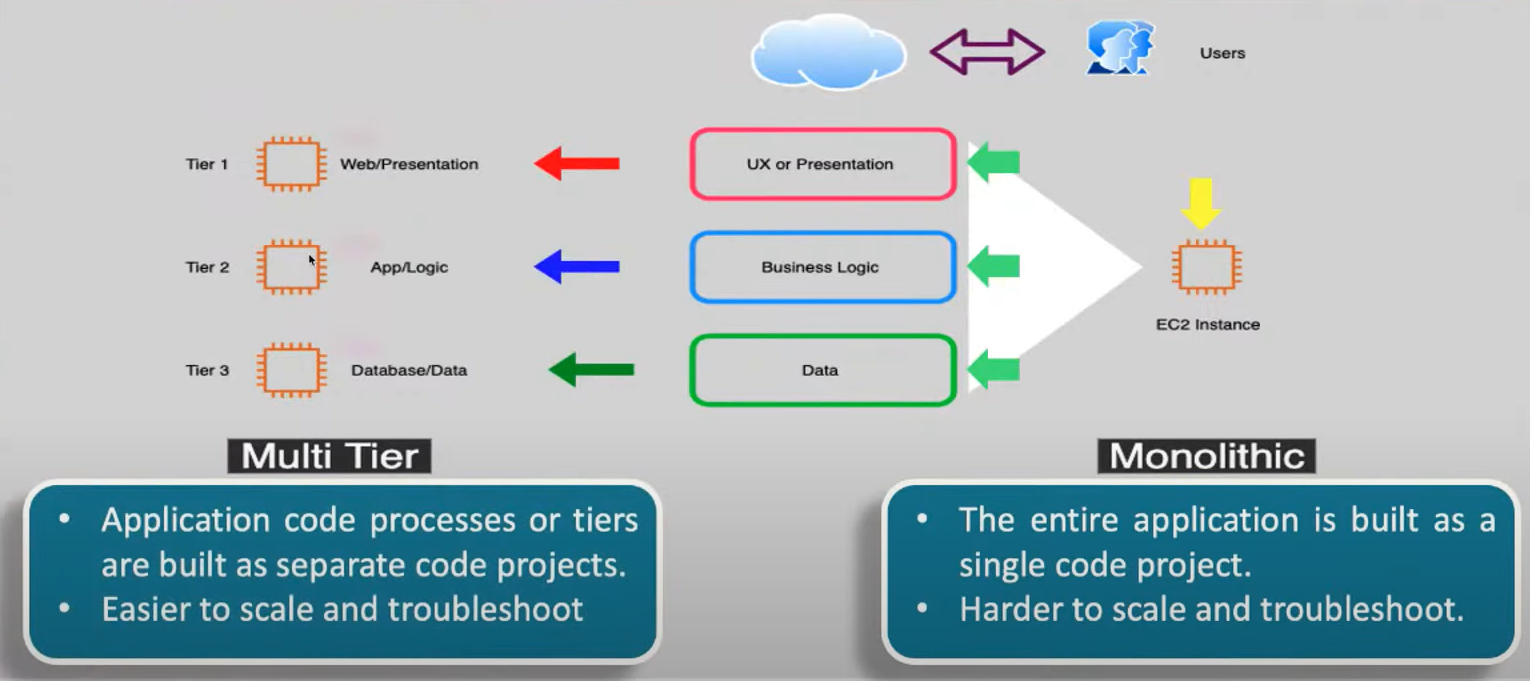 Users
Tier 1
Web/Presentation
UX or Presentation
Tier 2
App/Logic
Business Logic
EC2 Instance
Tier 3
Database/Data
Data
Multi Tier
• Application code processes or tiers
are built as separate code projects.
• Easier to scale and troubleshoot
Monolithic
• The entire application is built as a
single code project.
• Harder to scale and troubleshoot.